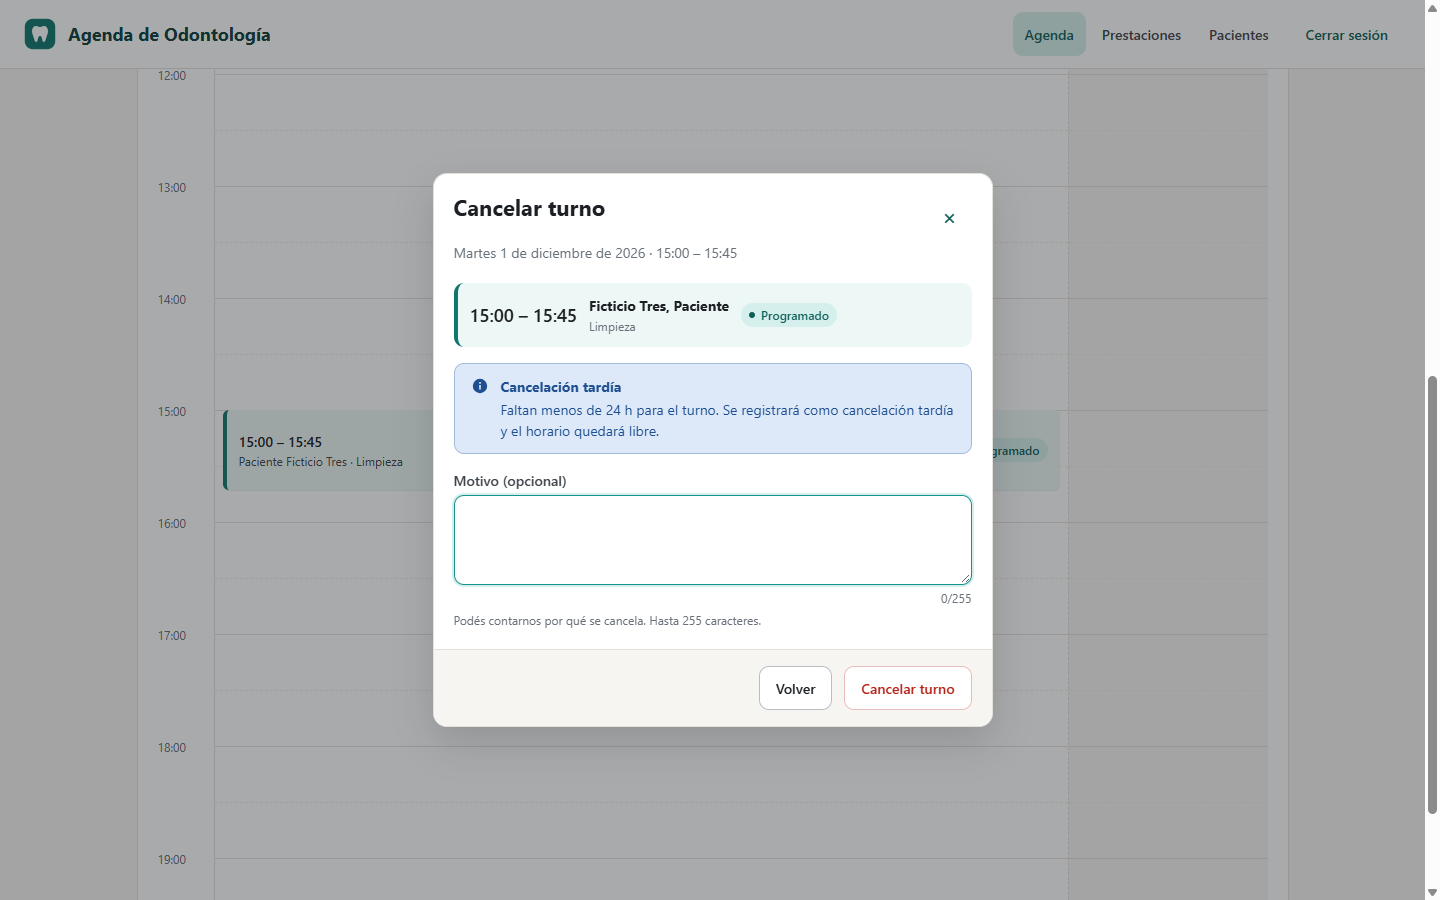 Agenda de Odontología
Agenda
Prestaciones
Pacientes
Cerrar sesión
12:00
13:00
14:00
15:00
15:00 – 15:45
Paciente Ficticio Tres · Limpieza
gramado
16:00
17:00
18:00
19:00
Cancelar turno
Martes 1 de diciembre de 2026 · 15:00 – 15:45
15:00 – 15:45
Ficticio Tres, Paciente
Limpieza
Programado
Cancelación tardía
Faltan menos de 24 h para el turno. Se registrará como cancelación tardía
y el horario quedará libre.
Motivo (opcional)
0/255
Podés contarnos por qué se cancela. Hasta 255 caracteres.
Volver
Cancelar turno